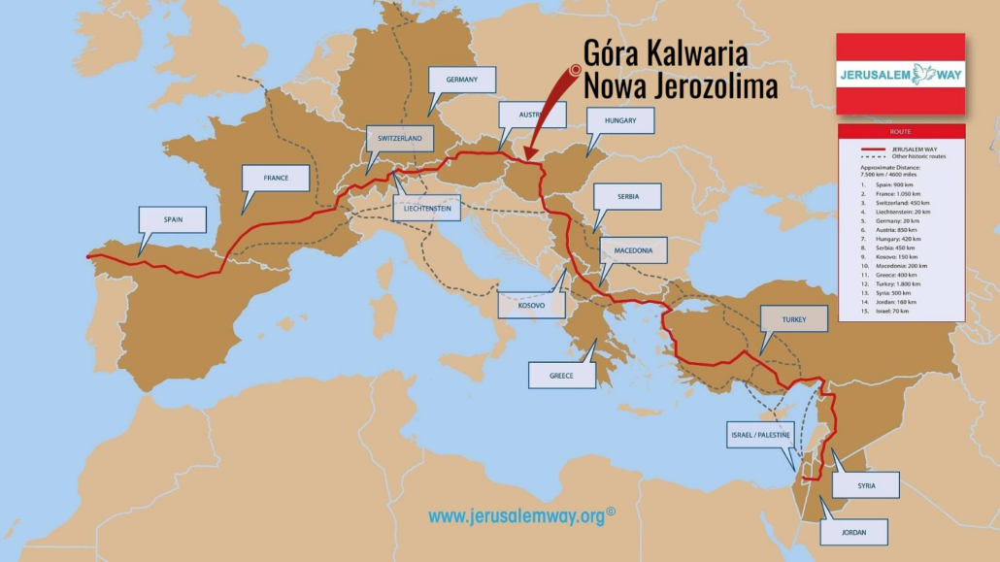 Góra Kalwaria
Nowa Jerozolima
JERUSALEM WAY
GERMANY
AUSTRIA
HUNGARY
SWITZERLAND
FRANCE
LIECHTENSTEIN
SPAIN
SERBIA
MACEDONIA
KOSOVO
TURKEY
GREECE
ISRAEL / PALESTINE
SYRIA
JORDAN
www.jerusalemway.org©
ROUTE
JERUSALEM WAY
Other historic routes
Approximate Distance:
7.500 km / 4600 miles
1. Spain: 900 km
2. France: 1.050 km
3. Switzerland: 450 km
4. Liechtenstein: 20 km
5. Germany: 20 km
6. Austria: 850 km
7. Hungary: 420 km
8. Serbia: 450 km
9. Kosovo: 150 km
10. Macedonia: 200 km
11. Greece: 400 km
12. Turkey: 1.800 km
13. Syria: 500 km
14. Jordan: 160 km
15. Israel: 70 km